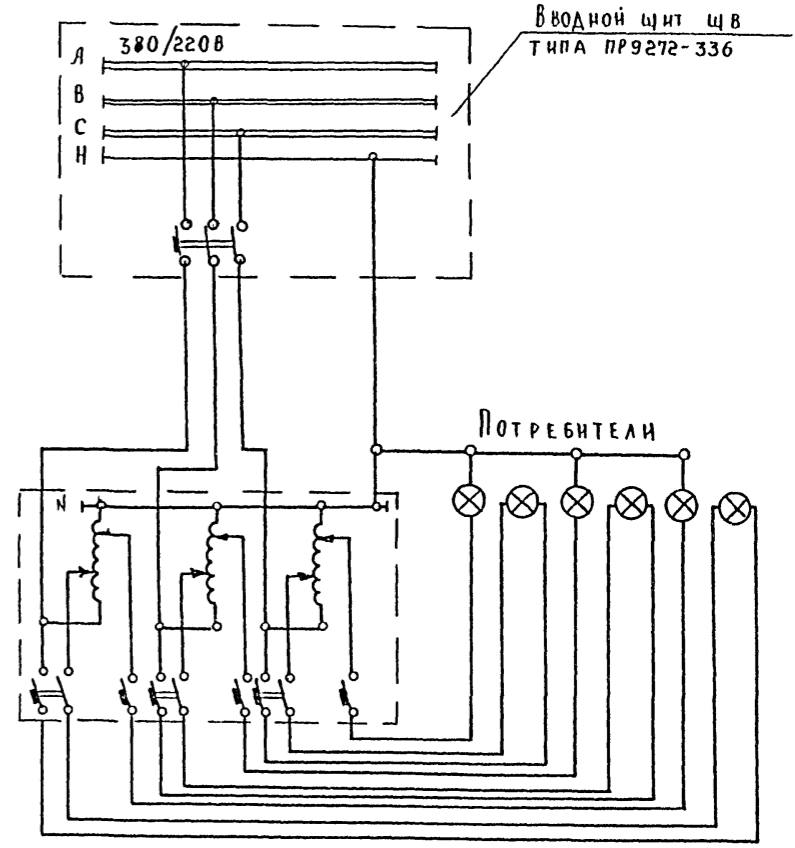 Вводной щит ЩВ
типа ПР9272-336
380/220В
А
В
С
Н
Потребители
N